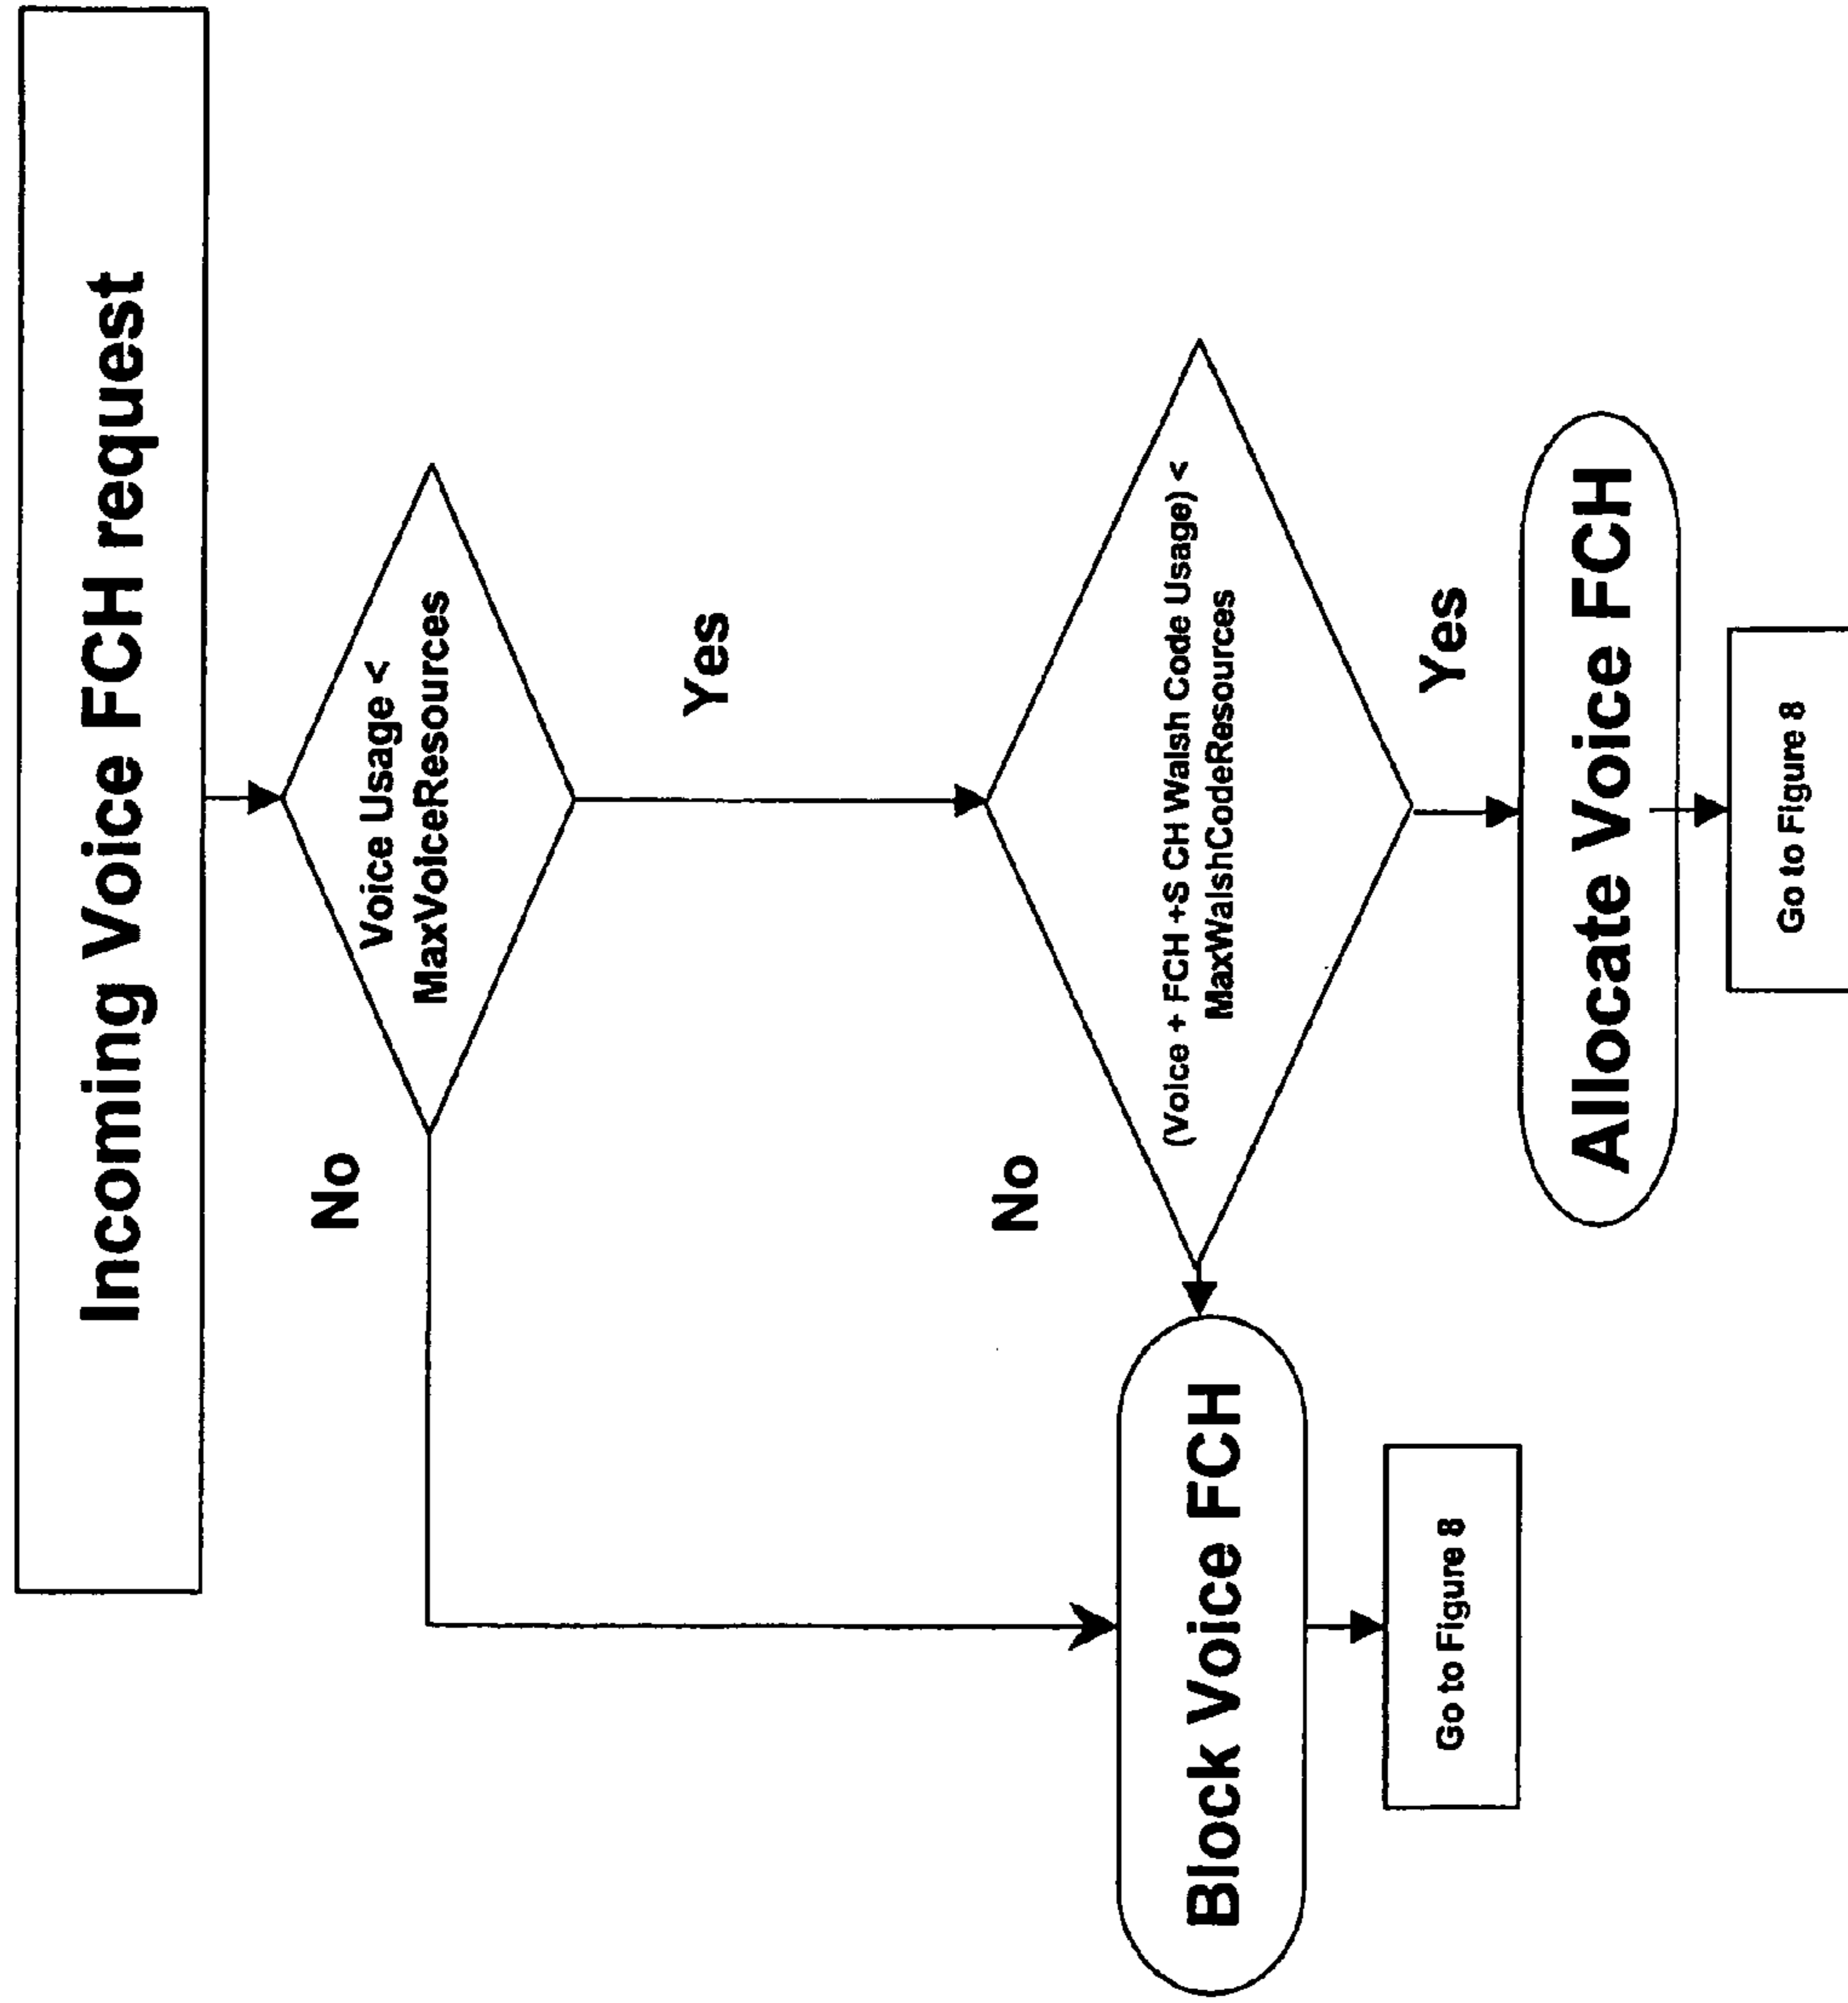 Incoming Voice FCH request
Voice Usage <
MaxVoiceResources
No
Yes
(Voice + FCH +S CH Walsh Code Usage) <
MaxWalshCodeResources
No
Yes
Block Voice FCH
Allocate Voice FCH
Go to Figure 8
Go to Figure 8